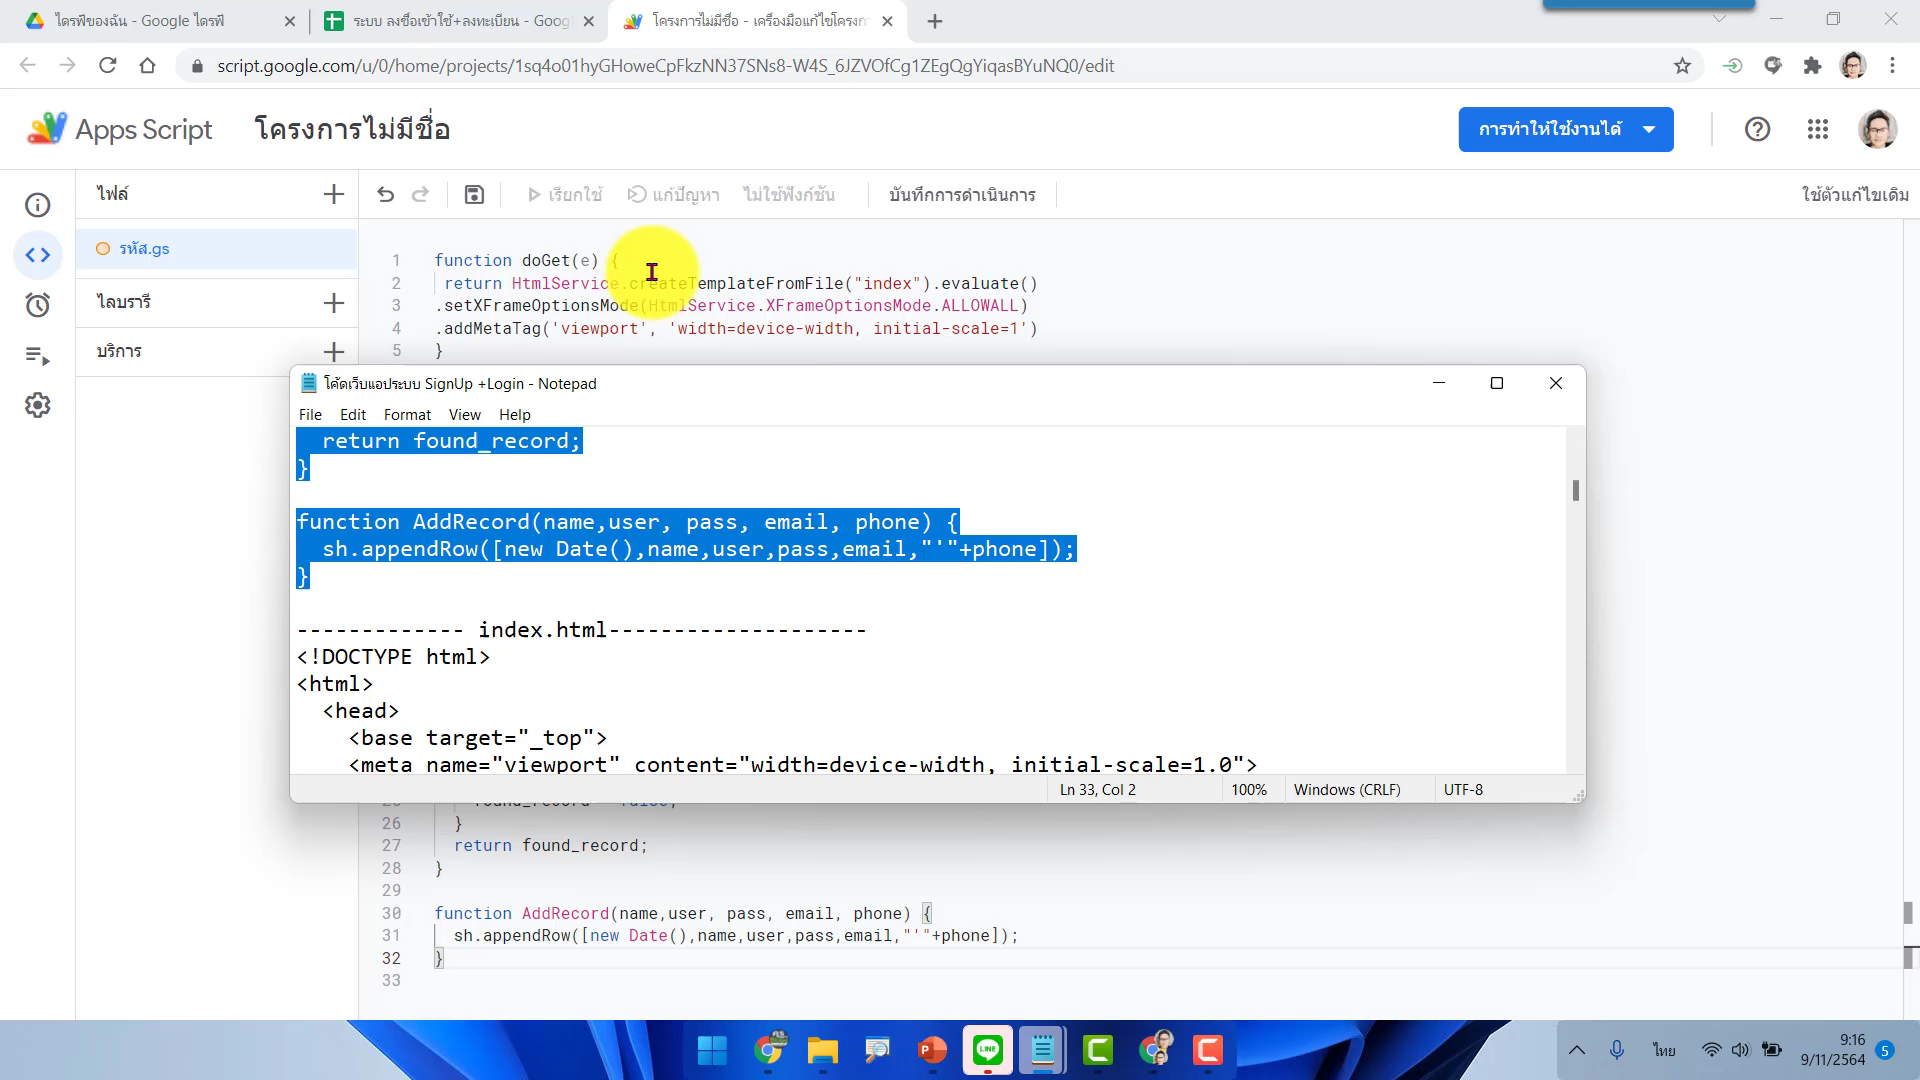 ไดรฟ์ของฉัน - Google ไดรฟ์
ระบบ ลงชื่อเข้าใช้+ลงทะเบียน - Goog
โครงการไม่มีชื่อ - เครื่องมือแก้ไขโครงกา
script.google.com/u/0/home/projects/1sq4o01hyGHoweCpFkzNN37SNs8-W4S_6JZVOfCg1ZEgQgYiqasBYuNQ0/edit
Apps Script
โครงการไม่มีชื่อ
การทำให้ใช้งานได้
ไฟล์
เรียกใช้
แก้ปัญหา
ไม่ใช้ฟังก์ชัน
บันทึกการดำเนินการ
ใช้ตัวแก้ไขเดิม
รหัส.gs
ไลบรารี
บริการ
1 function doGet(e) {
2 return HtmlService.createTemplateFromFile("index").evaluate()
3 .setXFrameOptionsMode(HtmlService.XFrameOptionsMode.ALLOWALL)
4 .addMetaTag('viewport', 'width=device-width, initial-scale=1')
5 }
โค้ดเว็บแอประบบ SignUp +Login - Notepad
File Edit Format View Help
return found_record;
}
function AddRecord(name,user, pass, email, phone) {
sh.appendRow([new Date(),name,user,pass,email,"'"+phone]);
}
------------- index.html--------------------
<!DOCTYPE html>
<html>
<head>
<base target="_top">
<meta name="viewport" content="width=device-width, initial-scale=1.0">
Ln 33, Col 2
100%
Windows (CRLF)
UTF-8
26 }
27 return found_record;
28 }
29
30 function AddRecord(name,user, pass, email, phone) {
31 sh.appendRow([new Date(),name,user,pass,email,"'"+phone]);
32 }
33
LINE
ไทย
9:16
9/11/2564
5